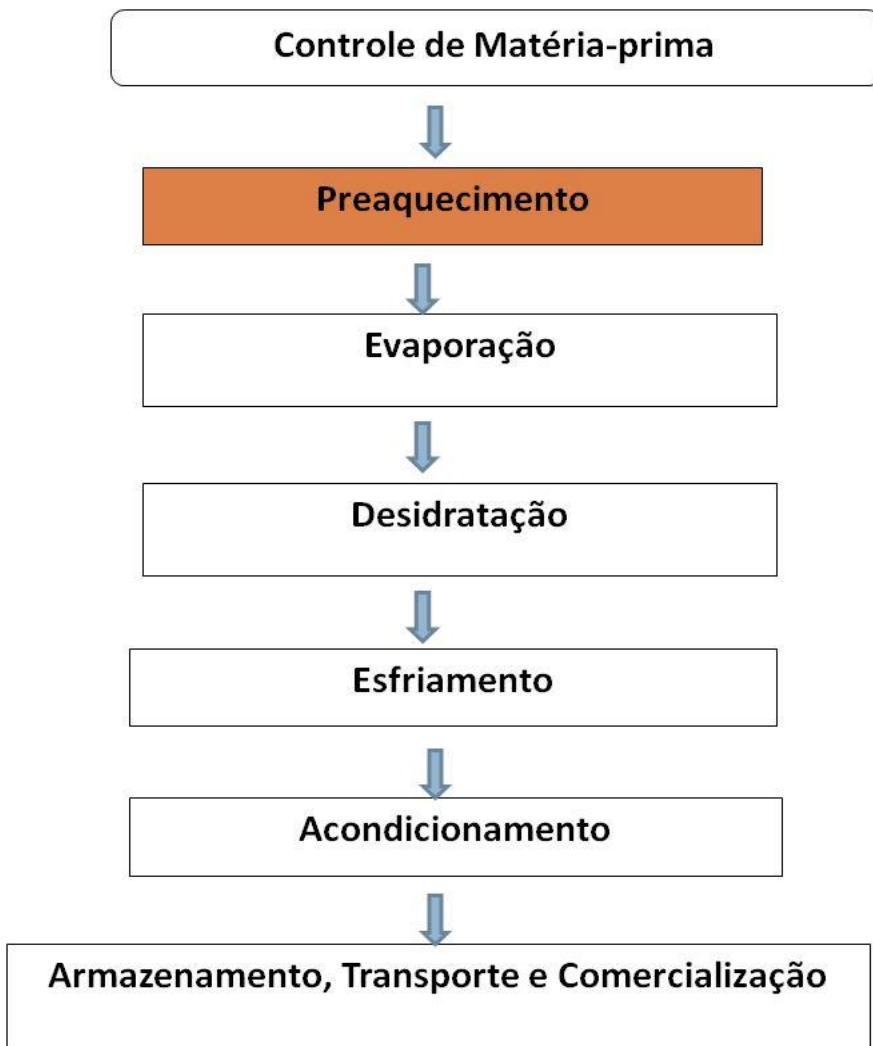 Controle de Matéria-prima
Preaquecimento
Evaporação
Desidratação
Esfriamento
Acondicionamento
Armazenamento, Transporte e Comercialização